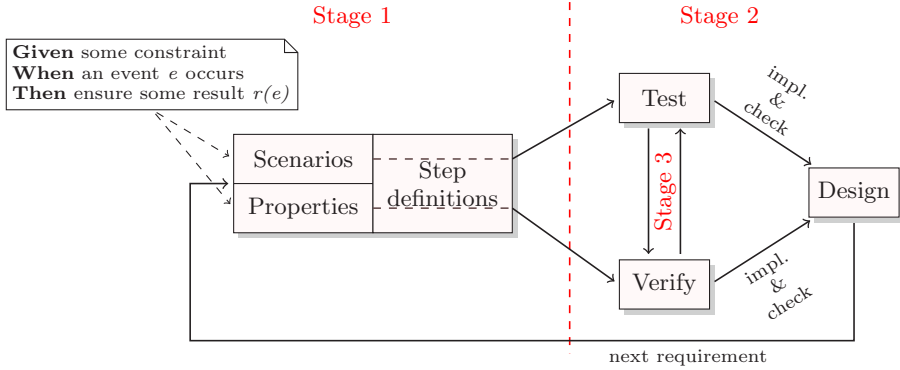 Stage 1
Stage 2
Given some constraint
When an event e occurs
Then ensure some result r(e)
Scenarios
Properties
Step
definitions
Test
Stage 3
Verify
impl.
&
check
Design
impl.
&
check
next requirement